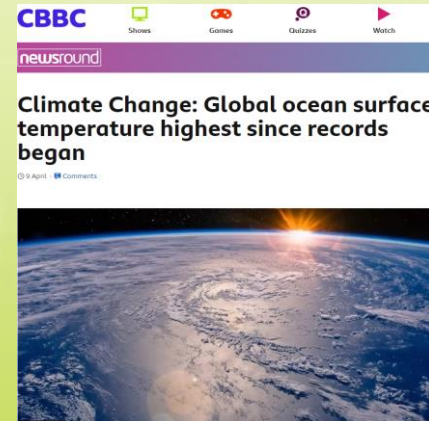 CBBC
Shows Games Quizzes Watch
newsround
Climate Change: Global ocean surface
temperature highest since records
began
9 April Comments